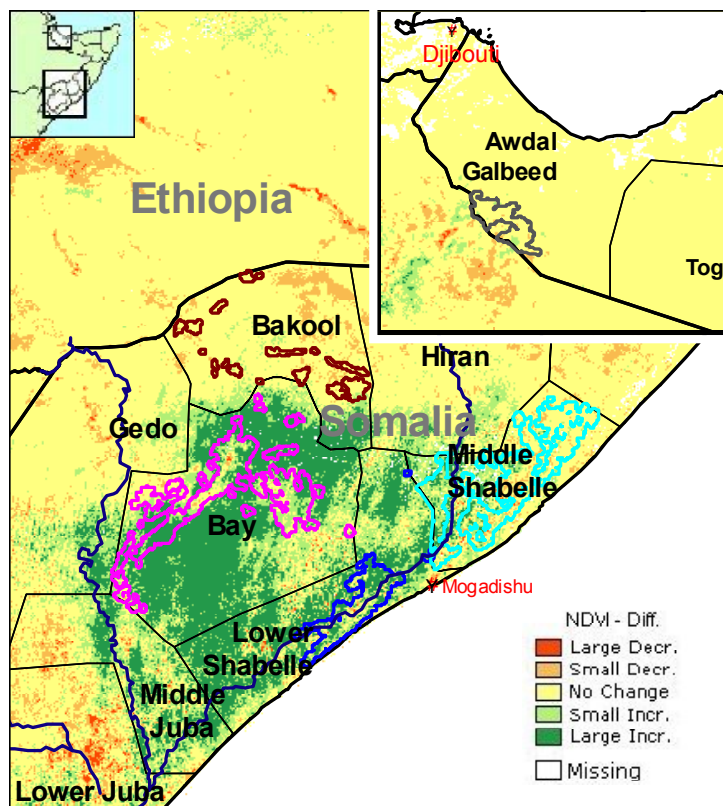 Djibouti
Awdal
Galbeed
Tog
Ethiopia
Bakool
Hiran
Gedo
Somalia
Middle
Shabelle
Bay
Mogadishu
Lower
Shabelle
Middle
Juba
Lower Juba
NDVI - Diff.
Large Decr.
Small Decr.
No Change
Small Incr.
Large Incr.
Missing